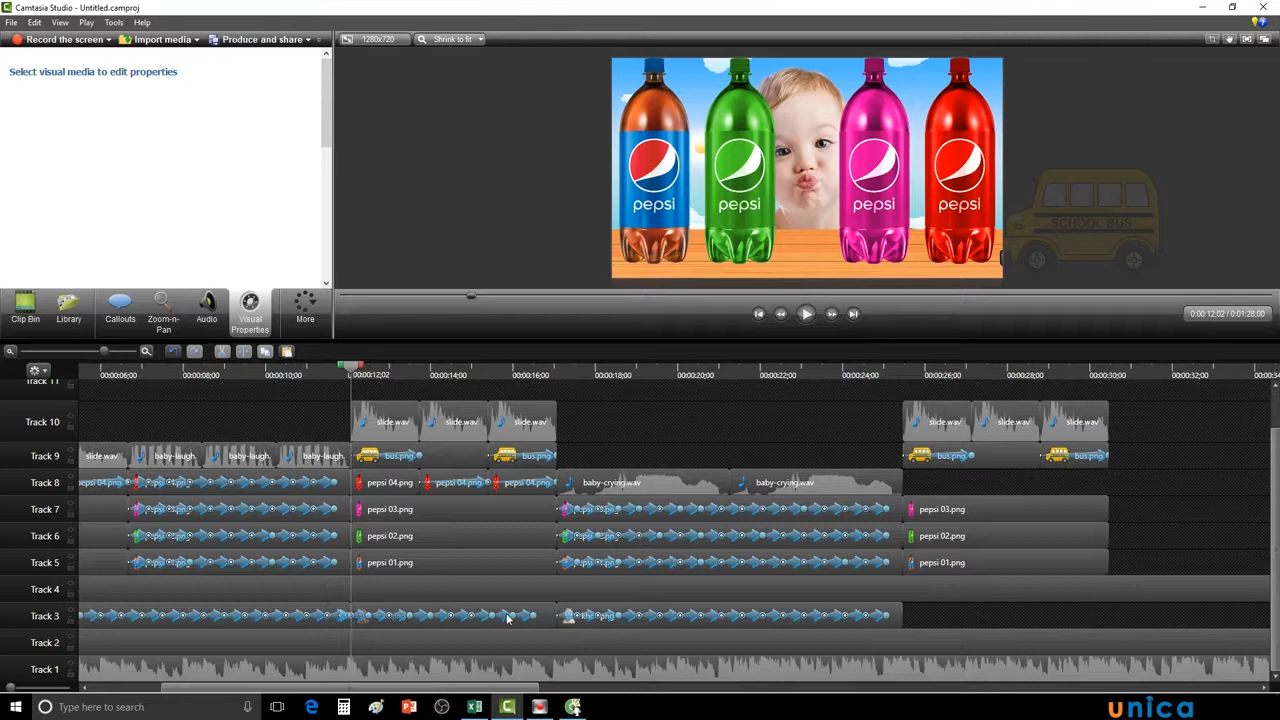 Camtasia Studio - Untitled.camproj
File Edit View Play Tools Help
Record the screen Import media Produce and share
1280x720 Shrink to fit
Select visual media to edit properties
pepsi pepsi pepsi pepsi
SCHOOL BUS
Clip Bin Library Callouts Zoom-n-Pan Audio Visual Properties More
0:00:12;02 / 0:01:28;00
00:00:06;00 00:00:08;00 00:00:10;00 00:00:12;02 00:00:14;00 00:00:16;00 00:00:18;00 00:00:20;00 00:00:22;00 00:00:24;00 00:00:26;00 00:00:28;00 00:00:30;00 00:00:32;00
Track 11
Track 10 slide.wav slide.wav slide.wav slide.wav slide.wav slide.wav
Track 9 slide.wav baby-laugh. baby-laugh. baby-laugh. bus.png bus.png bus.png bus.png
Track 8 pepsi 04.png pepsi 04.png pepsi 04.png pepsi 04.png baby-crying.wav baby-crying.wav
Track 7 pepsi 03.png pepsi 03.png
Track 6 pepsi 02.png pepsi 02.png
Track 5 pepsi 01.png pepsi 01.png
Track 4
Track 3
Track 2
Track 1
Type here to search
unica